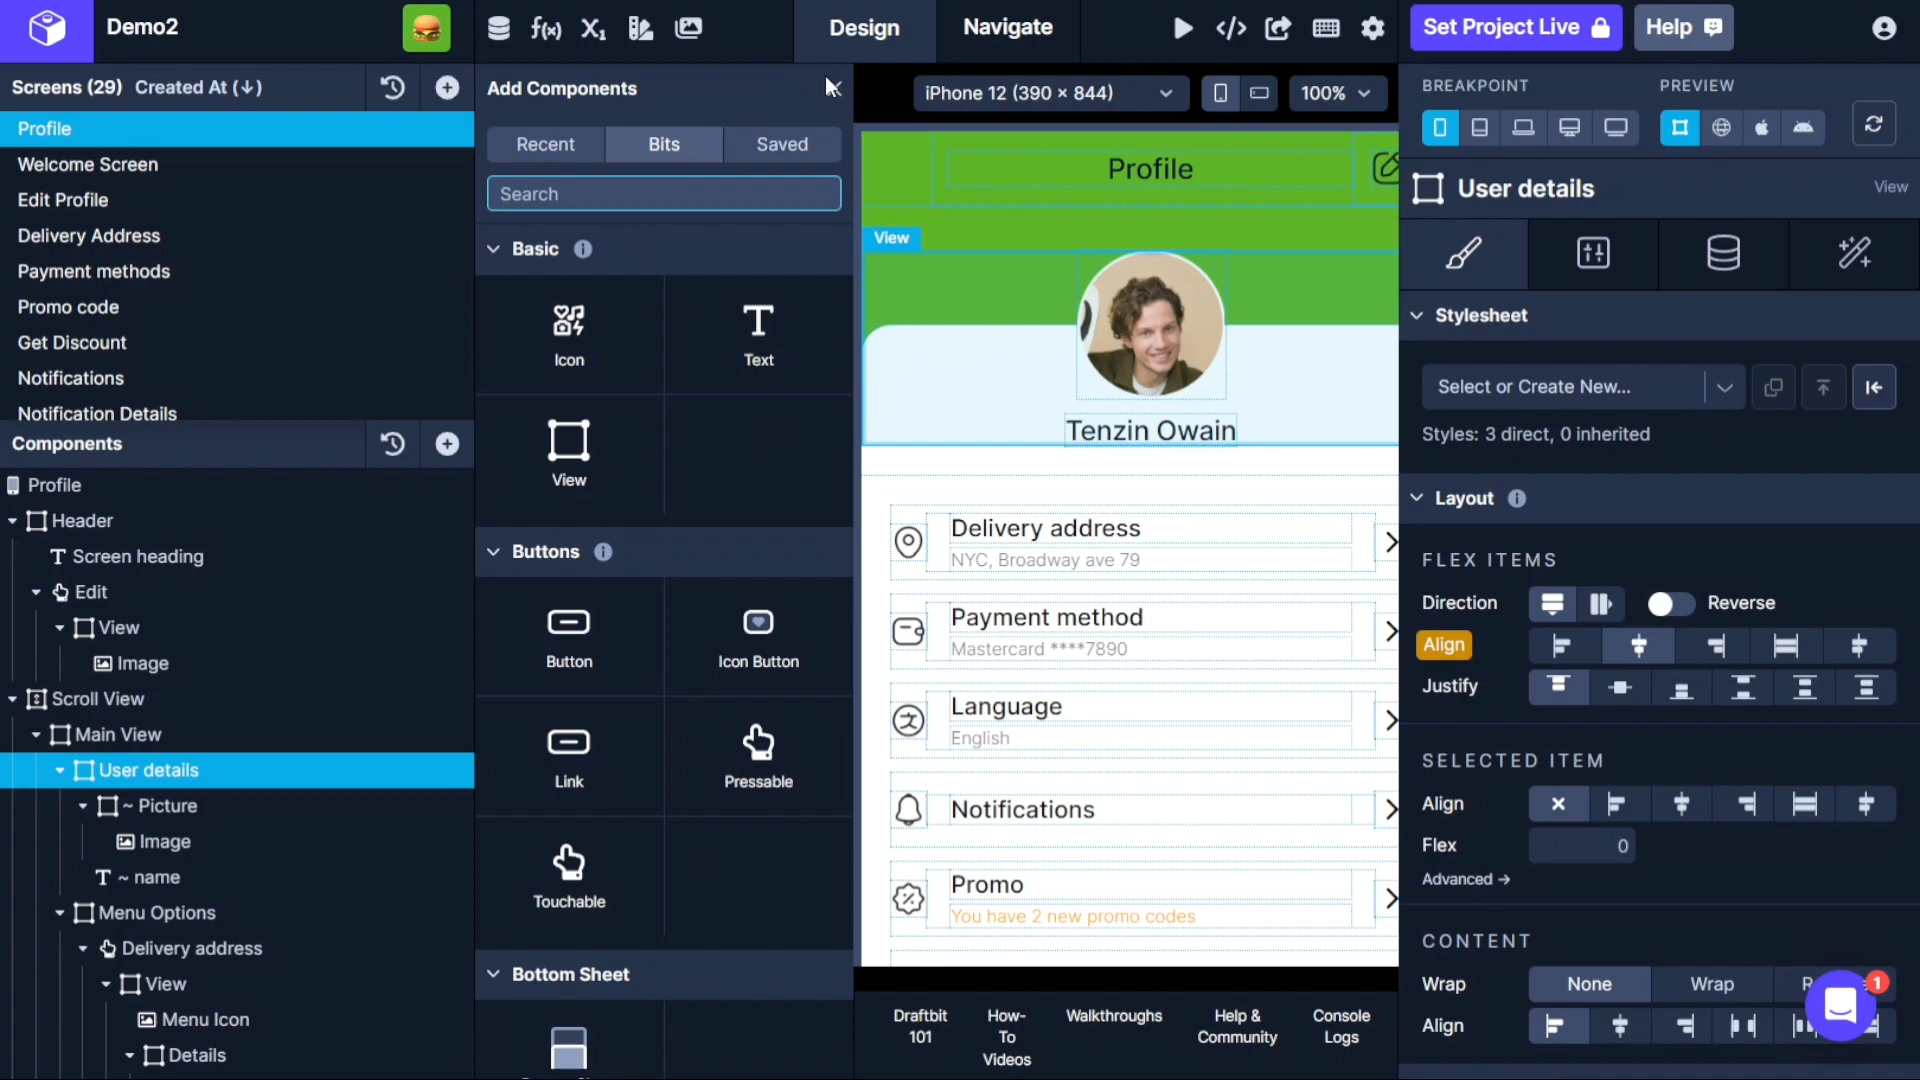 Demo2
f(x)
X₁
Design
Navigate
Set Project Live
Help
Screens (29) Created At (↓)
Profile
Welcome Screen
Edit Profile
Delivery Address
Payment methods
Promo code
Get Discount
Notifications
Notification Details
Components
Profile
Header
Screen heading
Edit
View
Image
Scroll View
Main View
User details
~ Picture
Image
~ name
Menu Options
Delivery address
View
Menu Icon
Details
Add Components
Recent
Bits
Saved
Search
Basic
Icon
Text
View
Buttons
Button
Icon Button
Link
Pressable
Touchable
Bottom Sheet
iPhone 12 (390 × 844)
100%
Profile
View
Tenzin Owain
Delivery address
NYC, Broadway ave 79
Payment method
Mastercard ****7890
Language
English
Notifications
Promo
You have 2 new promo codes
Draftbit
101
How-
To
Videos
Walkthroughs
Help &
Community
Console
Logs
BREAKPOINT
PREVIEW
User details
View
Stylesheet
Select or Create New...
Styles: 3 direct, 0 inherited
Layout
FLEX ITEMS
Direction
Reverse
Align
Justify
SELECTED ITEM
Align
Flex
0
Advanced →
CONTENT
Wrap
None
Wrap
Align
1